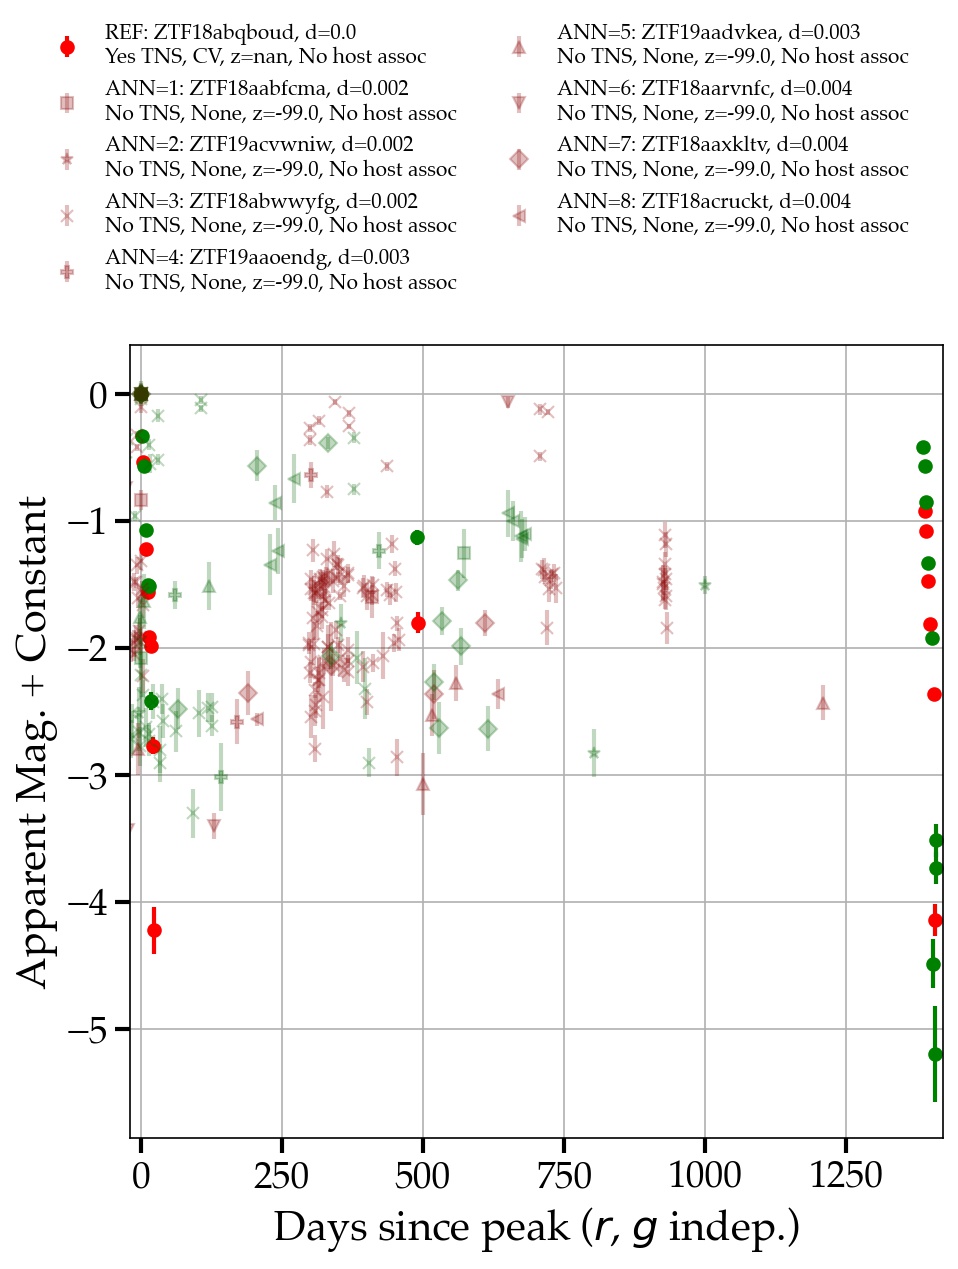 REF: ZTF18abqboud, d=0.0
Yes TNS, CV, z=nan, No host assoc
ANN=1: ZTF18aabfcma, d=0.002
No TNS, None, z=-99.0, No host assoc
ANN=2: ZTF19acvwniw, d=0.002
No TNS, None, z=-99.0, No host assoc
ANN=3: ZTF18abwwyfg, d=0.002
No TNS, None, z=-99.0, No host assoc
ANN=4: ZTF19aaoendg, d=0.003
No TNS, None, z=-99.0, No host assoc
ANN=5: ZTF19aadvkea, d=0.003
No TNS, None, z=-99.0, No host assoc
ANN=6: ZTF18aarvnfc, d=0.004
No TNS, None, z=-99.0, No host assoc
ANN=7: ZTF18aaxkltv, d=0.004
No TNS, None, z=-99.0, No host assoc
ANN=8: ZTF18acruckt, d=0.004
No TNS, None, z=-99.0, No host assoc
Apparent Mag. + Constant
0
−1
−2
−3
−4
−5
0
250
500
750
1000
1250
Days since peak (r, g indep.)